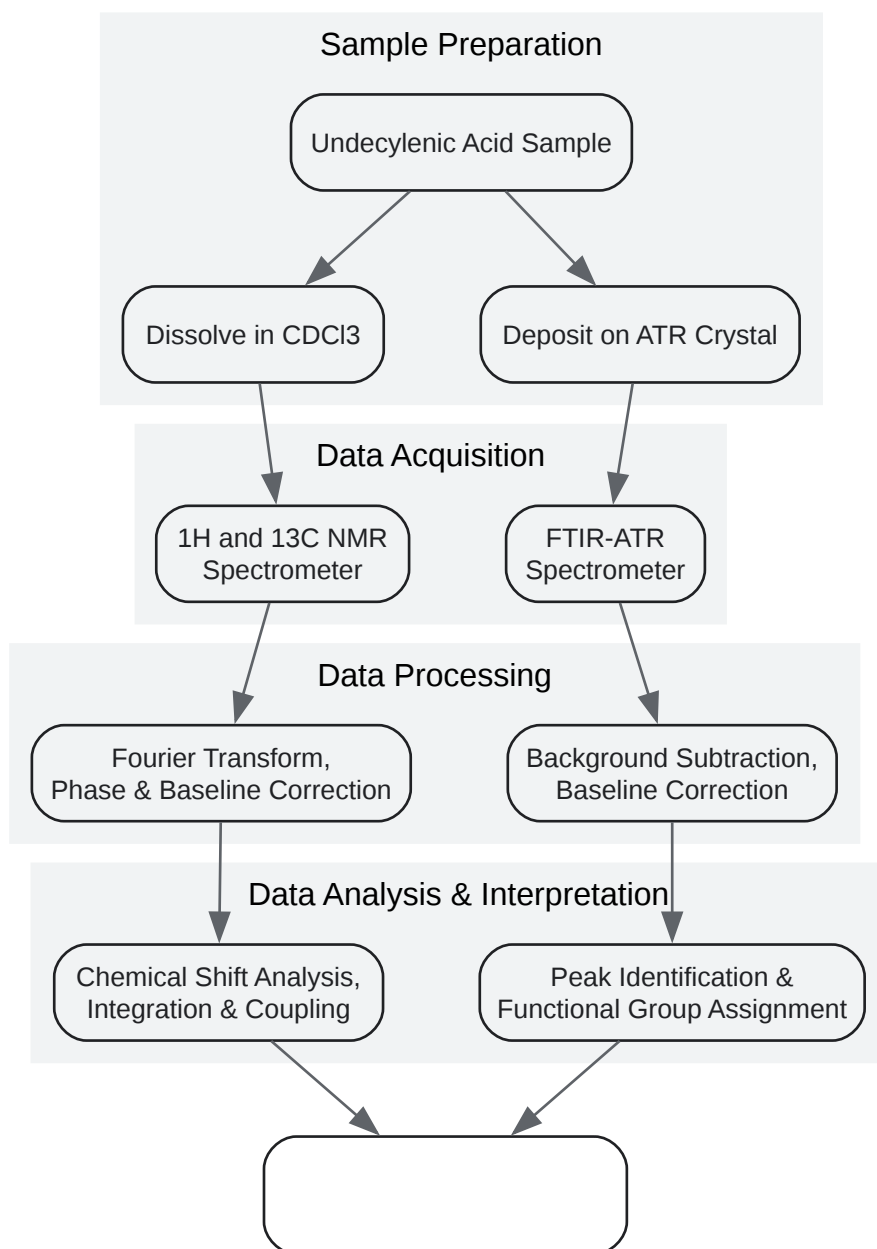 Sample Preparation
Undecylenic Acid Sample
Dissolve in CDCl3
Deposit on ATR Crystal
Data Acquisition
1H and 13C NMR
Spectrometer
FTIR-ATR
Spectrometer
Data Processing
Fourier Transform,
Phase & Baseline Correction
Background Subtraction,
Baseline Correction
Data Analysis & Interpretation
Chemical Shift Analysis,
Integration & Coupling
Peak Identification &
Functional Group Assignment